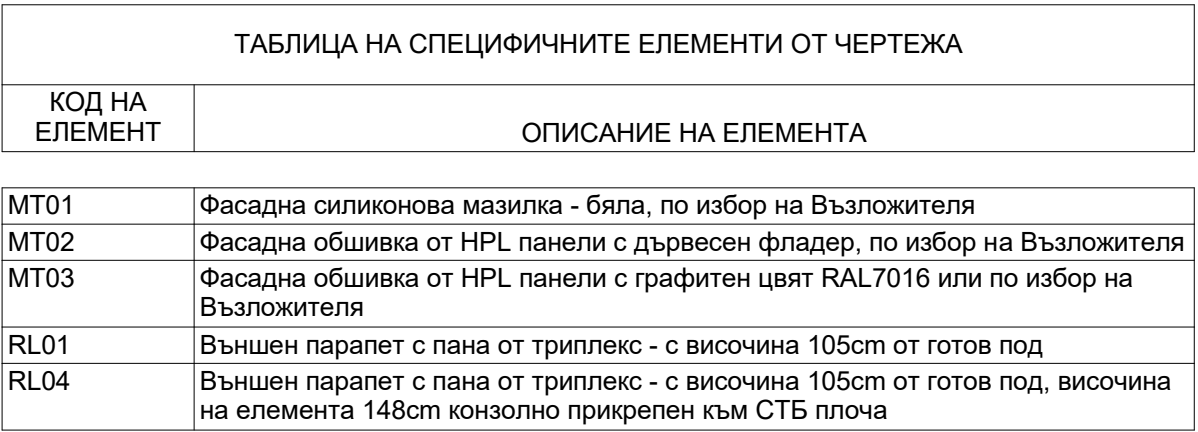 ТАБЛИЦА НА СПЕЦИФИЧНИТЕ ЕЛЕМЕНТИ ОТ ЧЕРТЕЖА
КОД НА
ЕЛЕМЕНТ
ОПИСАНИЕ НА ЕЛЕМЕНТА
MT01 Фасадна силиконова мазилка - бяла, по избор на Възложителя
MT02 Фасадна обшивка от HPL панели с дървесен фладер, по избор на Възложителя
MT03 Фасадна обшивка от HPL панели с графитен цвят RAL7016 или по избор на
Възложителя
RL01 Външен парапет с пана от триплекс - с височина 105cm от готов под
RL04 Външен парапет с пана от триплекс - с височина 105cm от готов под, височина
на елемента 148cm конзолно прикрепен към СТБ плоча